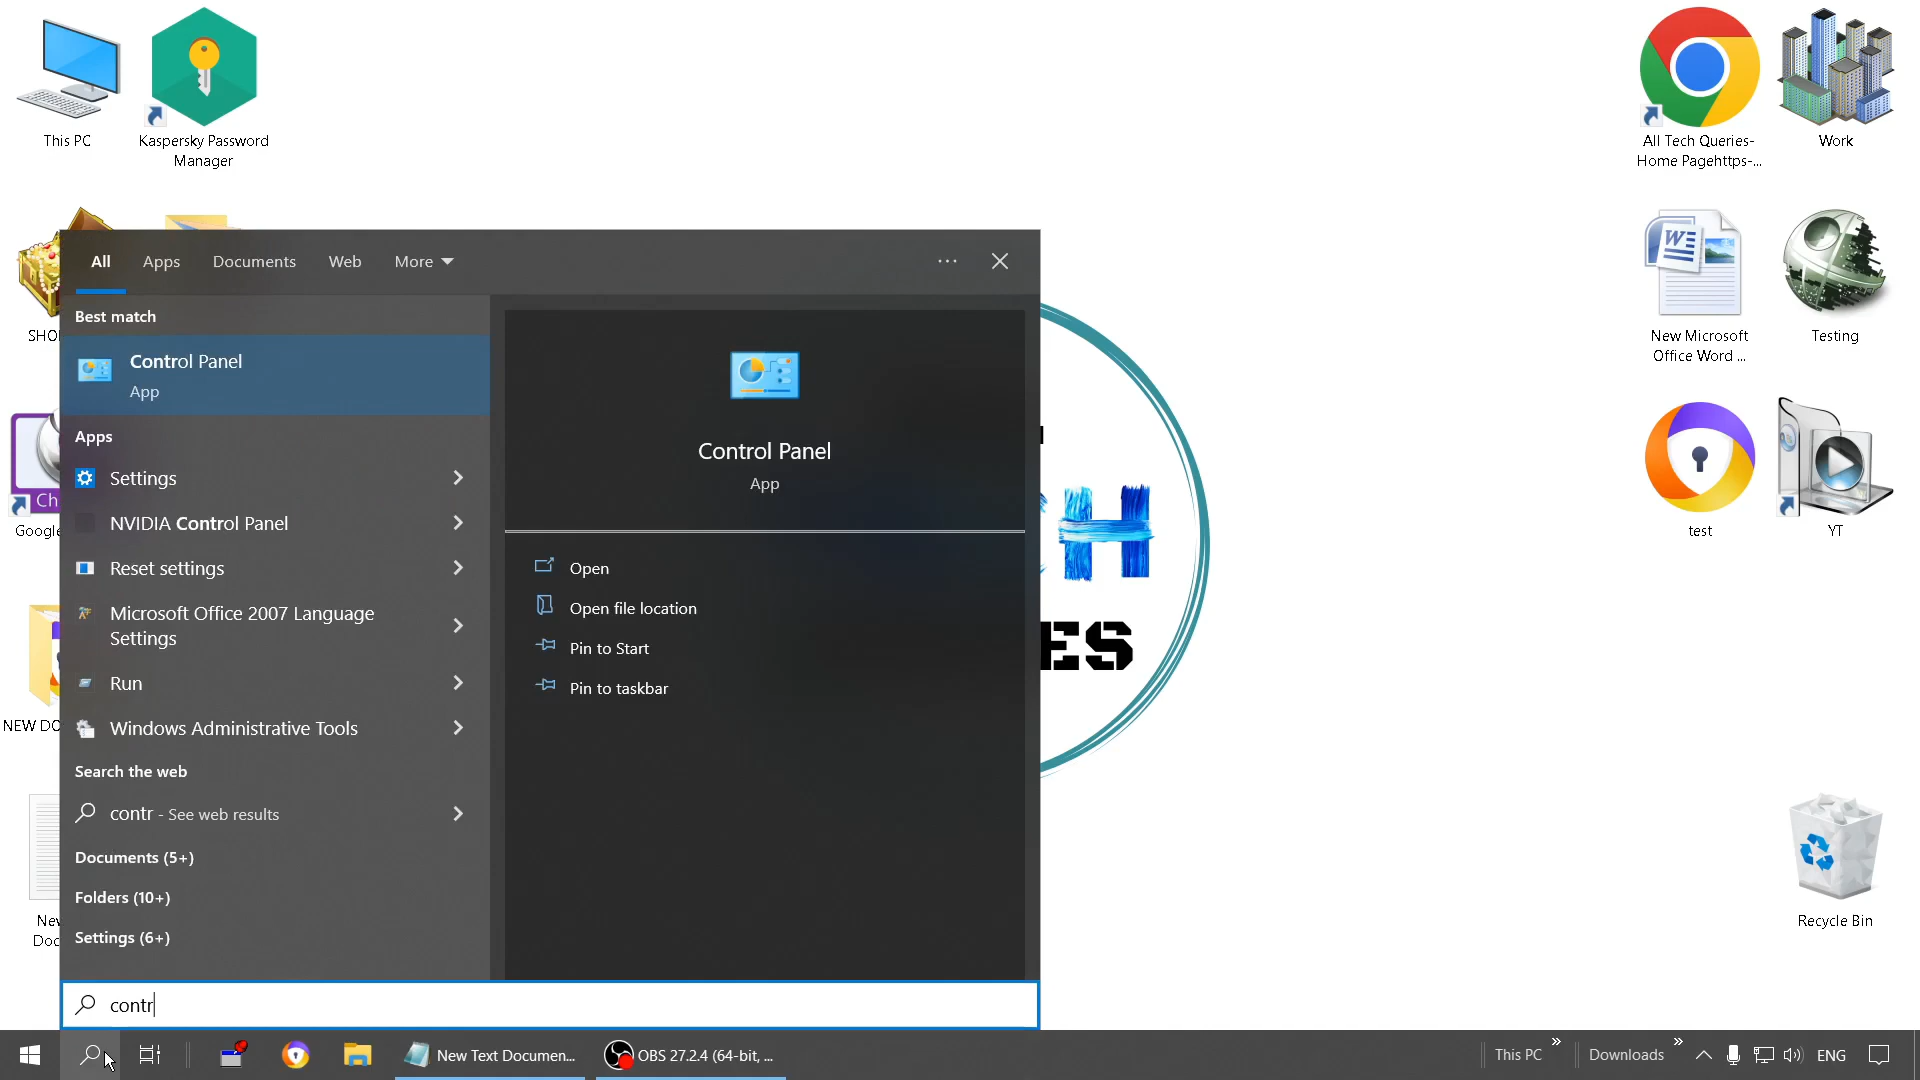 This PC
Kaspersky Password
Manager
All Tech Queries-
Home Pagehttps-...
Work
All
Apps
Documents
Web
More
Best match
Control Panel
App
Apps
Settings
NVIDIA Control Panel
Reset settings
Microsoft Office 2007 Language
Settings
Run
Windows Administrative Tools
Search the web
contr - See web results
Documents (5+)
Folders (10+)
Settings (6+)
Control Panel
App
Open
Open file location
Pin to Start
Pin to taskbar
contr
SHO
Ch
Google
NEW DO
New
Doc
H
ES
W
New Microsoft
Office Word ...
Testing
test
YT
Recycle Bin
New Text Documen...
OBS 27.2.4 (64-bit, ...
This PC
Downloads
ENG